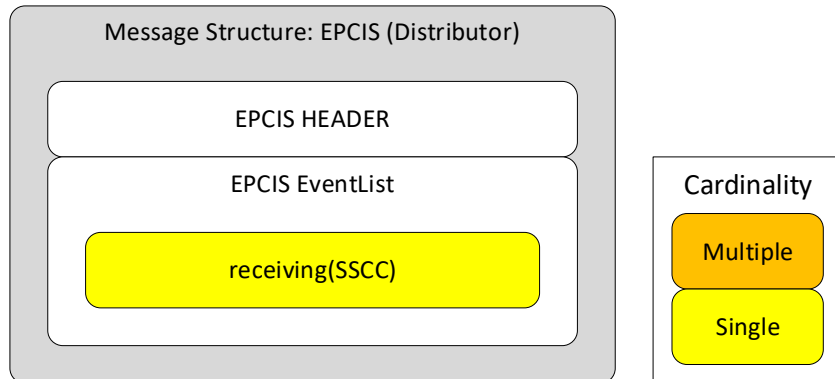 Message Structure: EPCIS (Distributor)
EPCIS HEADER
EPCIS EventList
receiving(SSCC)
Cardinality
Multiple
Single